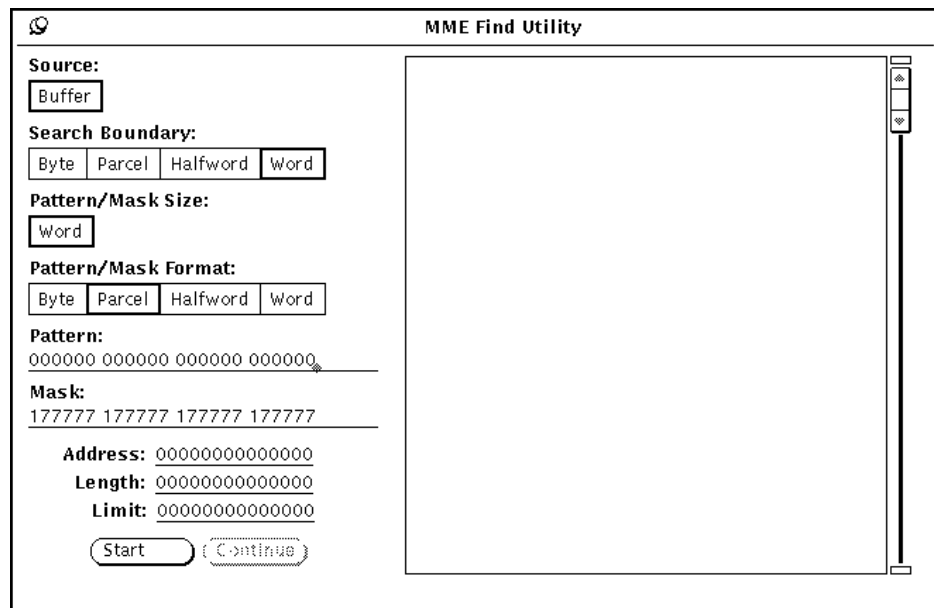 MME Find Utility
Source:
Buffer
Search Boundary:
Byte Parcel Halfword Word
Pattern/Mask Size:
Word
Pattern/Mask Format:
Byte Parcel Halfword Word
Pattern:
000000 000000 000000 000000
Mask:
177777 177777 177777 177777
Address: 00000000000000
Length: 00000000000000
Limit: 00000000000000
Start Continue